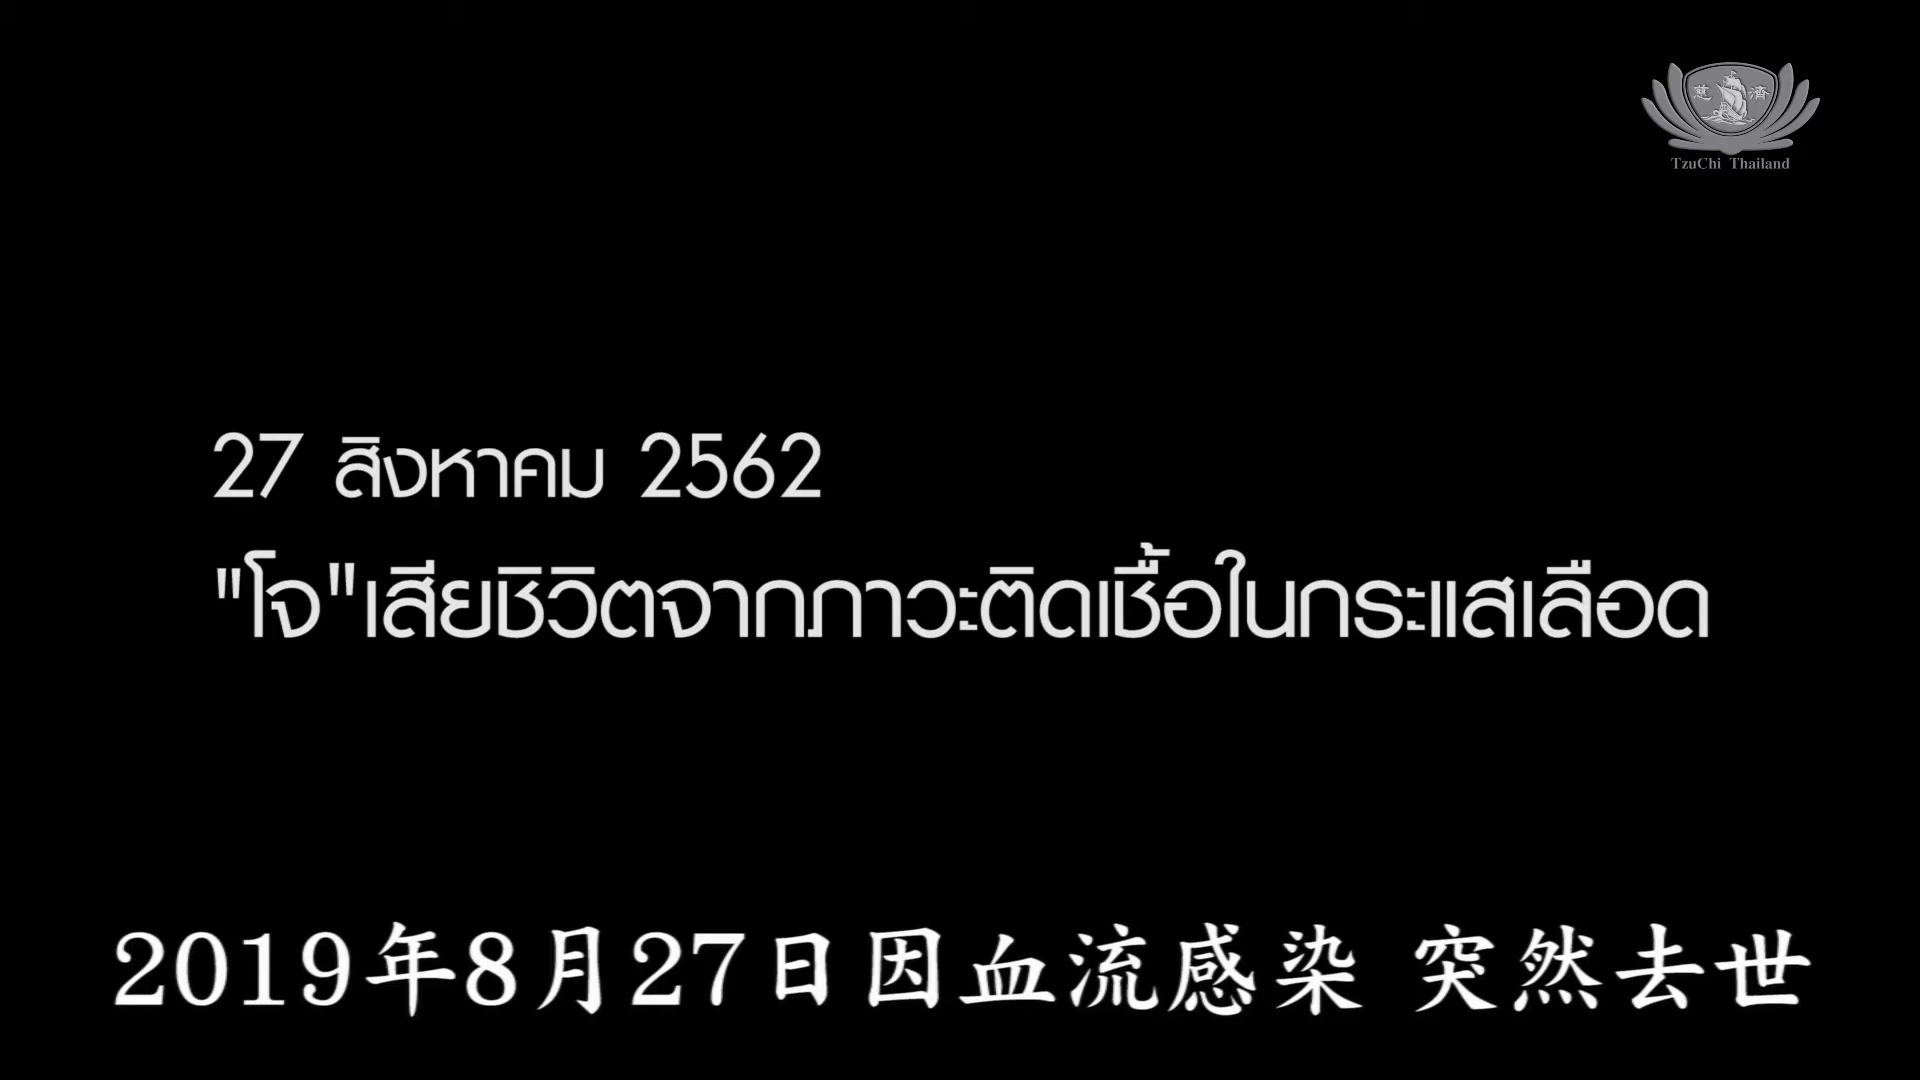 慈濟
TzuChi Thailand
27 สิงหาคม 2562
"โจ"เสียชีวิตจากภาวะติดเชื้อในกระแสเลือด
2019年8月27日因血流感染 突然去世